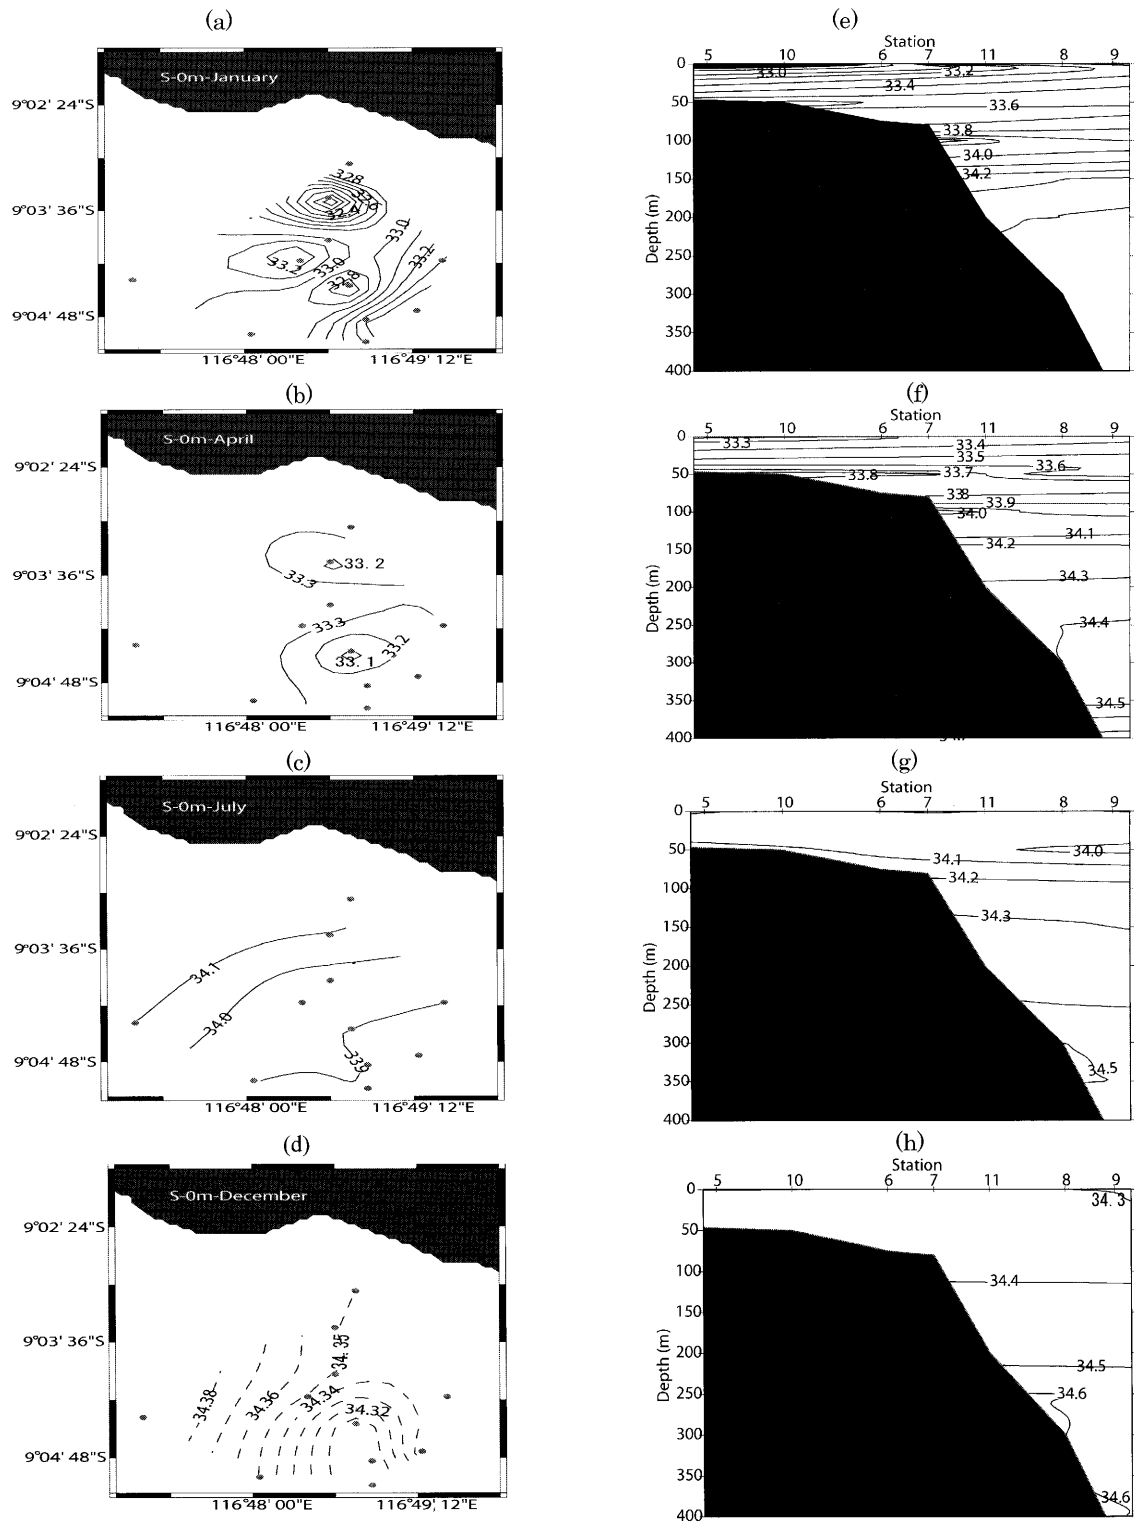 (a)
S-0m-January
9°02' 24"S
9°03' 36"S
9°04' 48"S
328
32.4
33.0
33.2
33.2
33.0
32.8
116°48' 00"E 116°49' 12"E
(b)
S-0m-April
9°02' 24"S
9°03' 36"S
9°04' 48"S
33. 2
33.3
33.3
33.2
33. 1
116°48' 00"E 116°49' 12"E
(c)
S-0m-July
9°02' 24"S
9°03' 36"S
9°04' 48"S
34.1
34.0
339
116°48' 00"E 116°49' 12"E
(d)
S-0m-December
9°02' 24"S
9°03' 36"S
9°04' 48"S
34. 35
34.38
34.36
34.34
34.32
116°48' 00"E 116°49' 12"E
(e)
Station
5 10 6 7 11 8 9
Depth (m)
0
50
100
150
200
250
300
350
400
33.0
33.2
33.4
33.6
33.8
34.0
34.2
(f)
Station
5 10 6 7 11 8 9
Depth (m)
0
50
100
150
200
250
300
350
400
33.3
33.4
33.5
33.6
33.7
33.8
33.8
33.9
34.0
34.1
34.2
34.3
34.4
34.5
(g)
Station
5 10 6 7 11 8 9
Depth (m)
0
50
100
150
200
250
300
350
400
34.0
34.1
34.2
34.3
34.5
(h)
Station
5 10 6 7 11 8 9
Depth (m)
0
50
100
150
200
250
300
350
400
34. 3
34.4
34.5
34.6
34.6